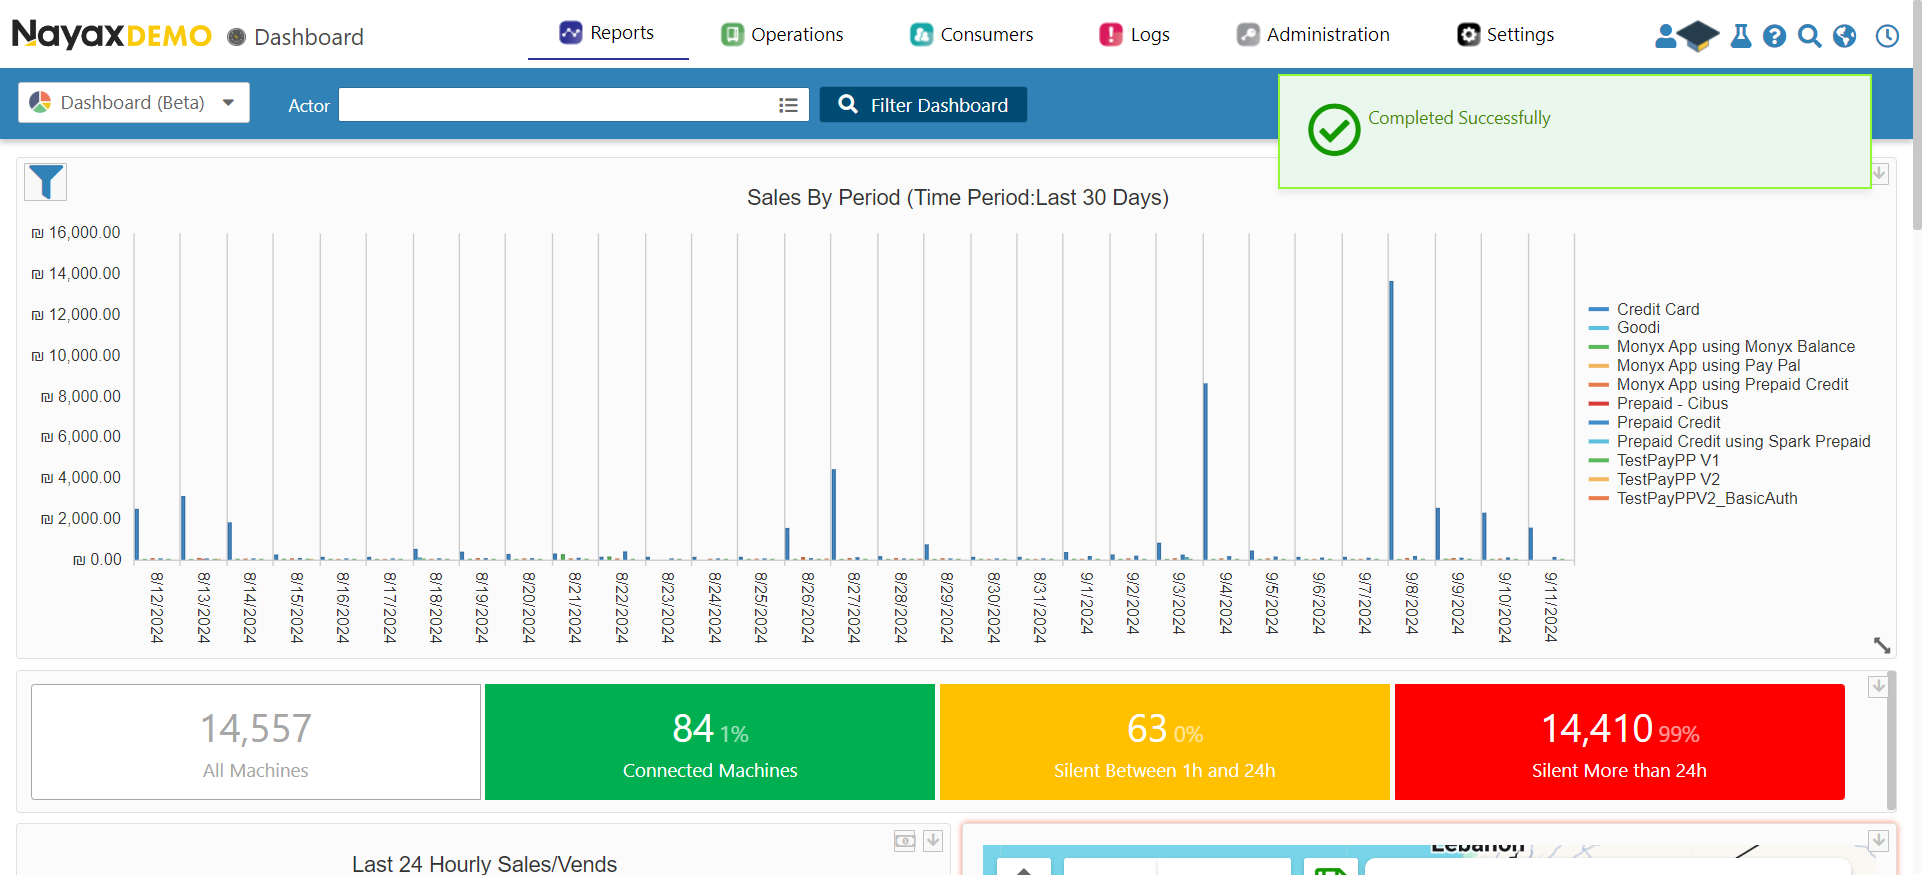 NayaxDEMO Dashboard
Reports
Operations
Consumers
Logs
Administration
Settings
Dashboard (Beta)
Actor
Filter Dashboard
Completed Successfully
Sales By Period (Time Period:Last 30 Days)
₪ 16,000.00
₪ 14,000.00
₪ 12,000.00
₪ 10,000.00
₪ 8,000.00
₪ 6,000.00
₪ 4,000.00
₪ 2,000.00
₪ 0.00
8/12/2024
8/13/2024
8/14/2024
8/15/2024
8/16/2024
8/17/2024
8/18/2024
8/19/2024
8/20/2024
8/21/2024
8/22/2024
8/23/2024
8/24/2024
8/25/2024
8/26/2024
8/27/2024
8/28/2024
8/29/2024
8/30/2024
8/31/2024
9/1/2024
9/2/2024
9/3/2024
9/4/2024
9/5/2024
9/6/2024
9/7/2024
9/8/2024
9/9/2024
9/10/2024
9/11/2024
Credit Card
Goodi
Monyx App using Monyx Balance
Monyx App using Pay Pal
Monyx App using Prepaid Credit
Prepaid - Cibus
Prepaid Credit
Prepaid Credit using Spark Prepaid
TestPayPP V1
TestPayPP V2
TestPayPPV2_BasicAuth
14,557
All Machines
84 1%
Connected Machines
63 0%
Silent Between 1h and 24h
14,410 99%
Silent More than 24h
Last 24 Hourly Sales/Vends
Lebanon